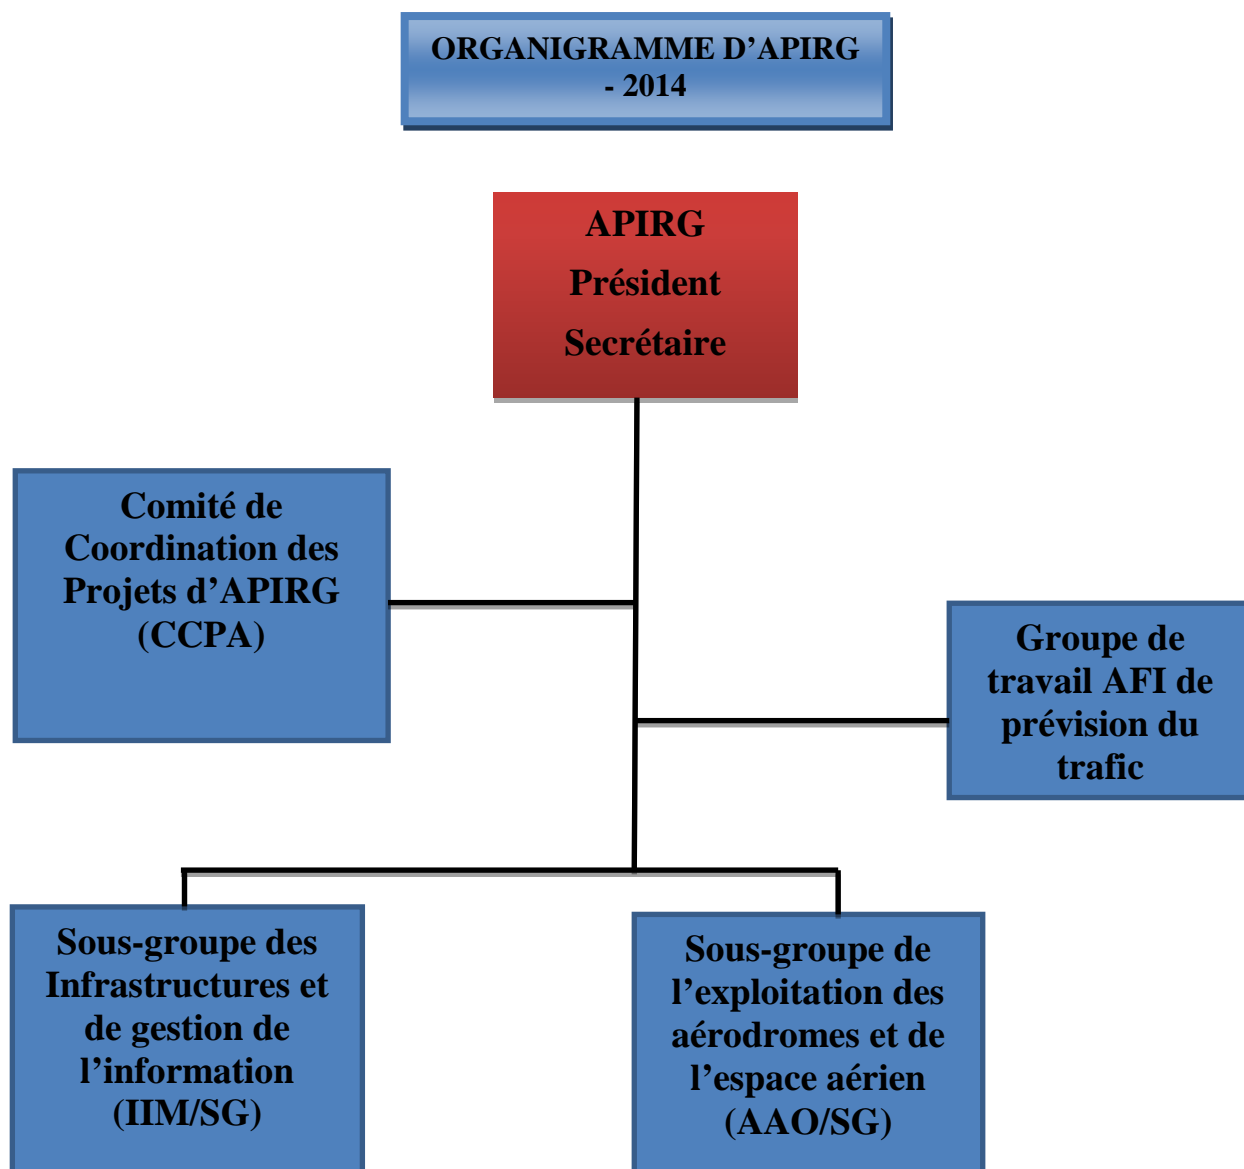 ORGANIGRAMME D’APIRG
- 2014
APIRG
Président
Secrétaire
Comité de
Coordination des
Projets d’APIRG
(CCPA)
Groupe de
travail AFI de
prévision du
trafic
Sous-groupe des
Infrastructures et
de gestion de
l’information
(IIM/SG)
Sous-groupe de
l’exploitation des
aérodromes et de
l’espace aérien
(AAO/SG)